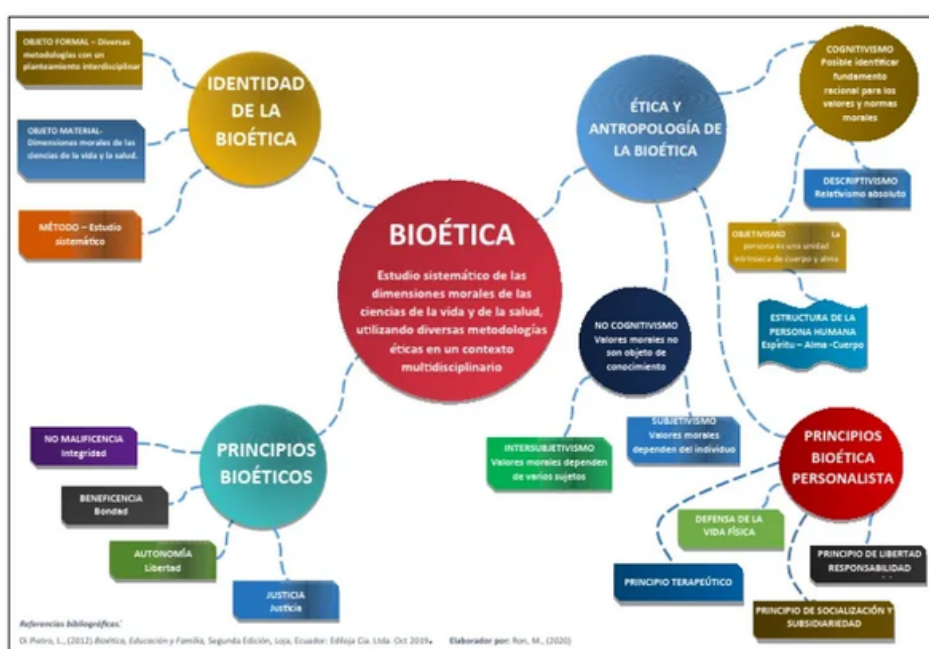 OBJETO FORMAL – Diversas
metodologías con un
planteamiento interdisciplinar
IDENTIDAD
DE LA
BIOÉTICA
OBJETO MATERIAL-
Dimensiones morales de las
ciencias de la vida y la salud.
MÉTODO – Estudio
sistemático
BIOÉTICA
Estudio sistemático de las
dimensiones morales de las
ciencias de la vida y de la salud,
utilizando diversas metodologías
éticas en un contexto
multidisciplinario
ÉTICA Y
ANTROPOLOGÍA DE
LA BIOÉTICA
COGNITIVISMO
Posible identificar
fundamento
racional para los
valores y normas
morales
DESCRIPTIVISMO
Relativismo absoluto
OBJETIVISMO La
persona es una unidad
intrínseca de cuerpo y alma
ESTRUCTURA DE LA
PERSONA HUMANA
Espíritu – Alma -Cuerpo
NO COGNITIVISMO
Valores morales no
son objeto de
conocimiento
INTERSUBJETIVISMO
Valores morales dependen
de varios sujetos
SUBJETIVISMO
Valores morales
dependen del individuo
PRINCIPIOS
BIOÉTICOS
NO MALIFICENCIA
Integridad
BENEFICENCIA
Bondad
AUTONOMÍA
Libertad
JUSTICIA
Justicia
PRINCIPIOS
BIOÉTICA
PERSONALISTA
DEFENSA DE LA
VIDA FÍSICA
PRINCIPIO TERAPEÚTICO
PRINCIPIO DE LIBERTAD
RESPONSABILIDAD
PRINCIPIO DE SOCIALIZACIÓN Y
SUBSIDIARIEDAD
Referencias bibliográficas:
Di Pietro, L., (2012) Bioética, Educación y Familia, Segunda Edición, Loja, Ecuador: Ediloja Cia. Ltda. Oct 2019. Elaborador por: Ron, M., (2020)